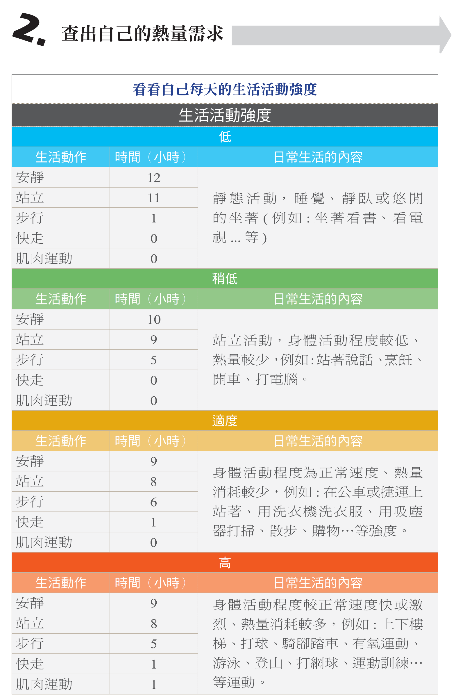 2. 查出自己的熱量需求
看看自己每天的生活活動強度
生活活動強度
低
生活動作 時間（小時） 日常生活的內容
安靜 12
站立 11
步行 1
快走 0
肌肉運動 0
靜態活動，睡覺、靜臥或悠閒
的坐著(例如:坐著看書、看電
視...等)
稍低
生活動作 時間（小時） 日常生活的內容
安靜 10
站立 9
步行 5
快走 0
肌肉運動 0
站立活動，身體活動程度較低、
熱量較少，例如:站著說話、烹飪、
開車、打電腦。
適度
生活動作 時間（小時） 日常生活的內容
安靜 9
站立 8
步行 6
快走 1
肌肉運動 0
身體活動程度為正常速度、熱量
消耗較少，例如:在公車或捷運上
站著、用洗衣機洗衣服、用吸塵
器打掃、散步、購物…等強度。
高
生活動作 時間（小時） 日常生活的內容
安靜 9
站立 8
步行 5
快走 1
肌肉運動 1
身體活動程度較正常速度快或激
烈、熱量消耗較多，例如:上下樓
梯、打球、騎腳踏車、有氧運動、
游泳、登山、打網球、運動訓練…
等運動。